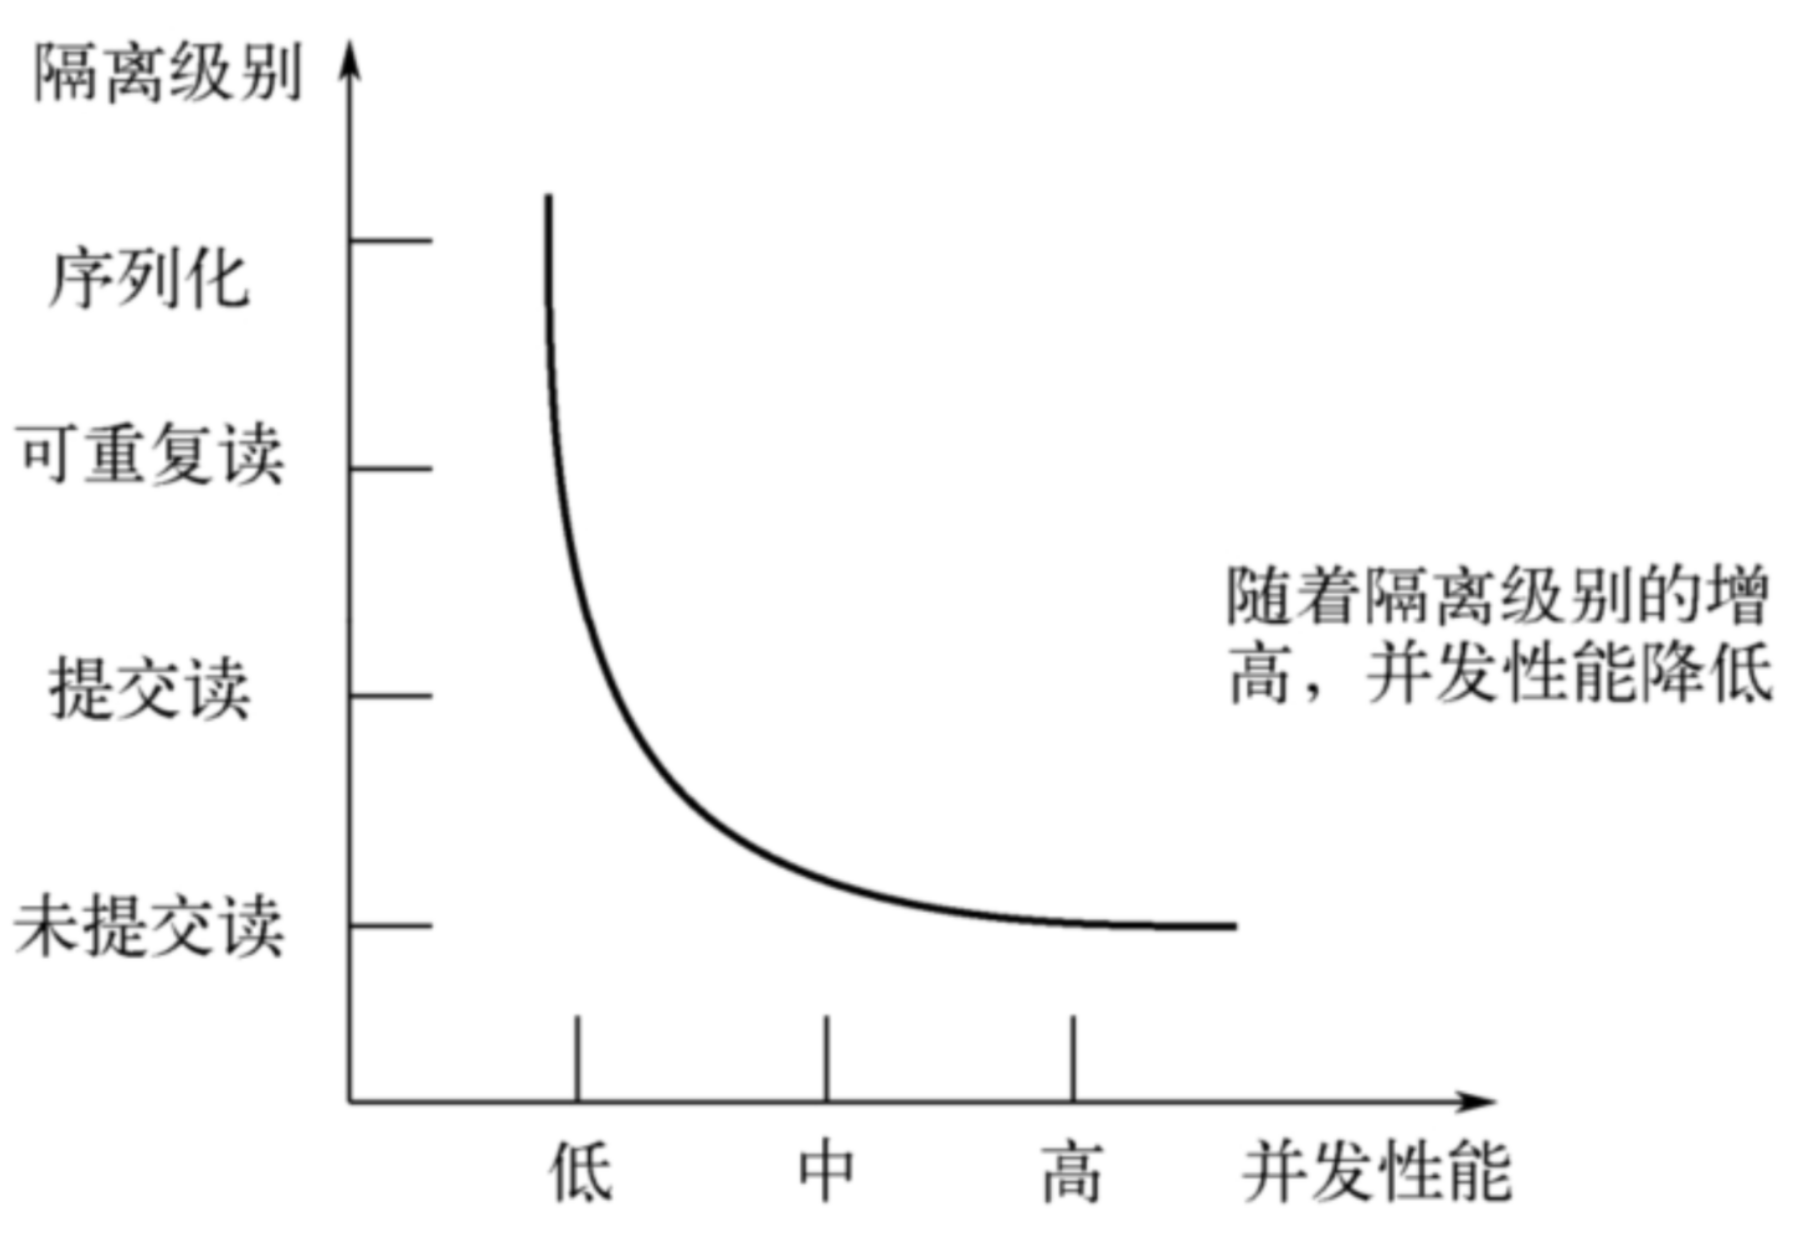 隔离级别
序列化
可重复读
提交读
未提交读
随着隔离级别的增
高，并发性能降低
低
中
高
并发性能